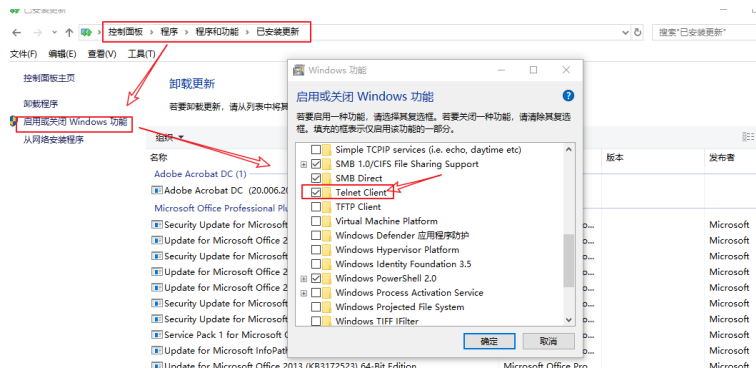 已安装更新
控制面板 › 程序 › 程序和功能 › 已安装更新
搜索"已安装更新"
文件(F) 编辑(E) 查看(V) 工具(T)
控制面板主页
卸载程序
启用或关闭 Windows 功能
从网络安装程序
卸载更新
若要卸载更新，请从列表中将其
组织
名称
版本
发布者
Adobe Acrobat DC (1)
Adobe Acrobat DC (20.006.20
Microsoft Office Professional Plu
Security Update for Microsoft
Microsoft
Update for Microsoft Office 2
Microsoft
Security Update for Microsoft
Microsoft
Update for Microsoft Office 2
Microsoft
Update for Microsoft Office 2
Microsoft
Security Update for Microsoft
Microsoft
Security Update for Microsoft
Microsoft
Service Pack 1 for Microsoft O
Microsoft
Update for Microsoft InfoPath
Microsoft
Update for Microsoft Office 2013 (KB3172523) 64-Bit Edition
Microsoft Office Pro...
Microsoft
Windows 功能
启用或关闭 Windows 功能
若要启用一种功能，请选择其复选框。若要关闭一种功能，请清除其复选
框。填充的框表示仅启用该功能的一部分。
Simple TCPIP services (i.e. echo, daytime etc)
SMB 1.0/CIFS File Sharing Support
SMB Direct
Telnet Client
TFTP Client
Virtual Machine Platform
Windows Defender 应用程序防护
Windows Hypervisor Platform
Windows Identity Foundation 3.5
Windows PowerShell 2.0
Windows Process Activation Service
Windows Projected File System
Windows TIFF IFilter
确定
取消